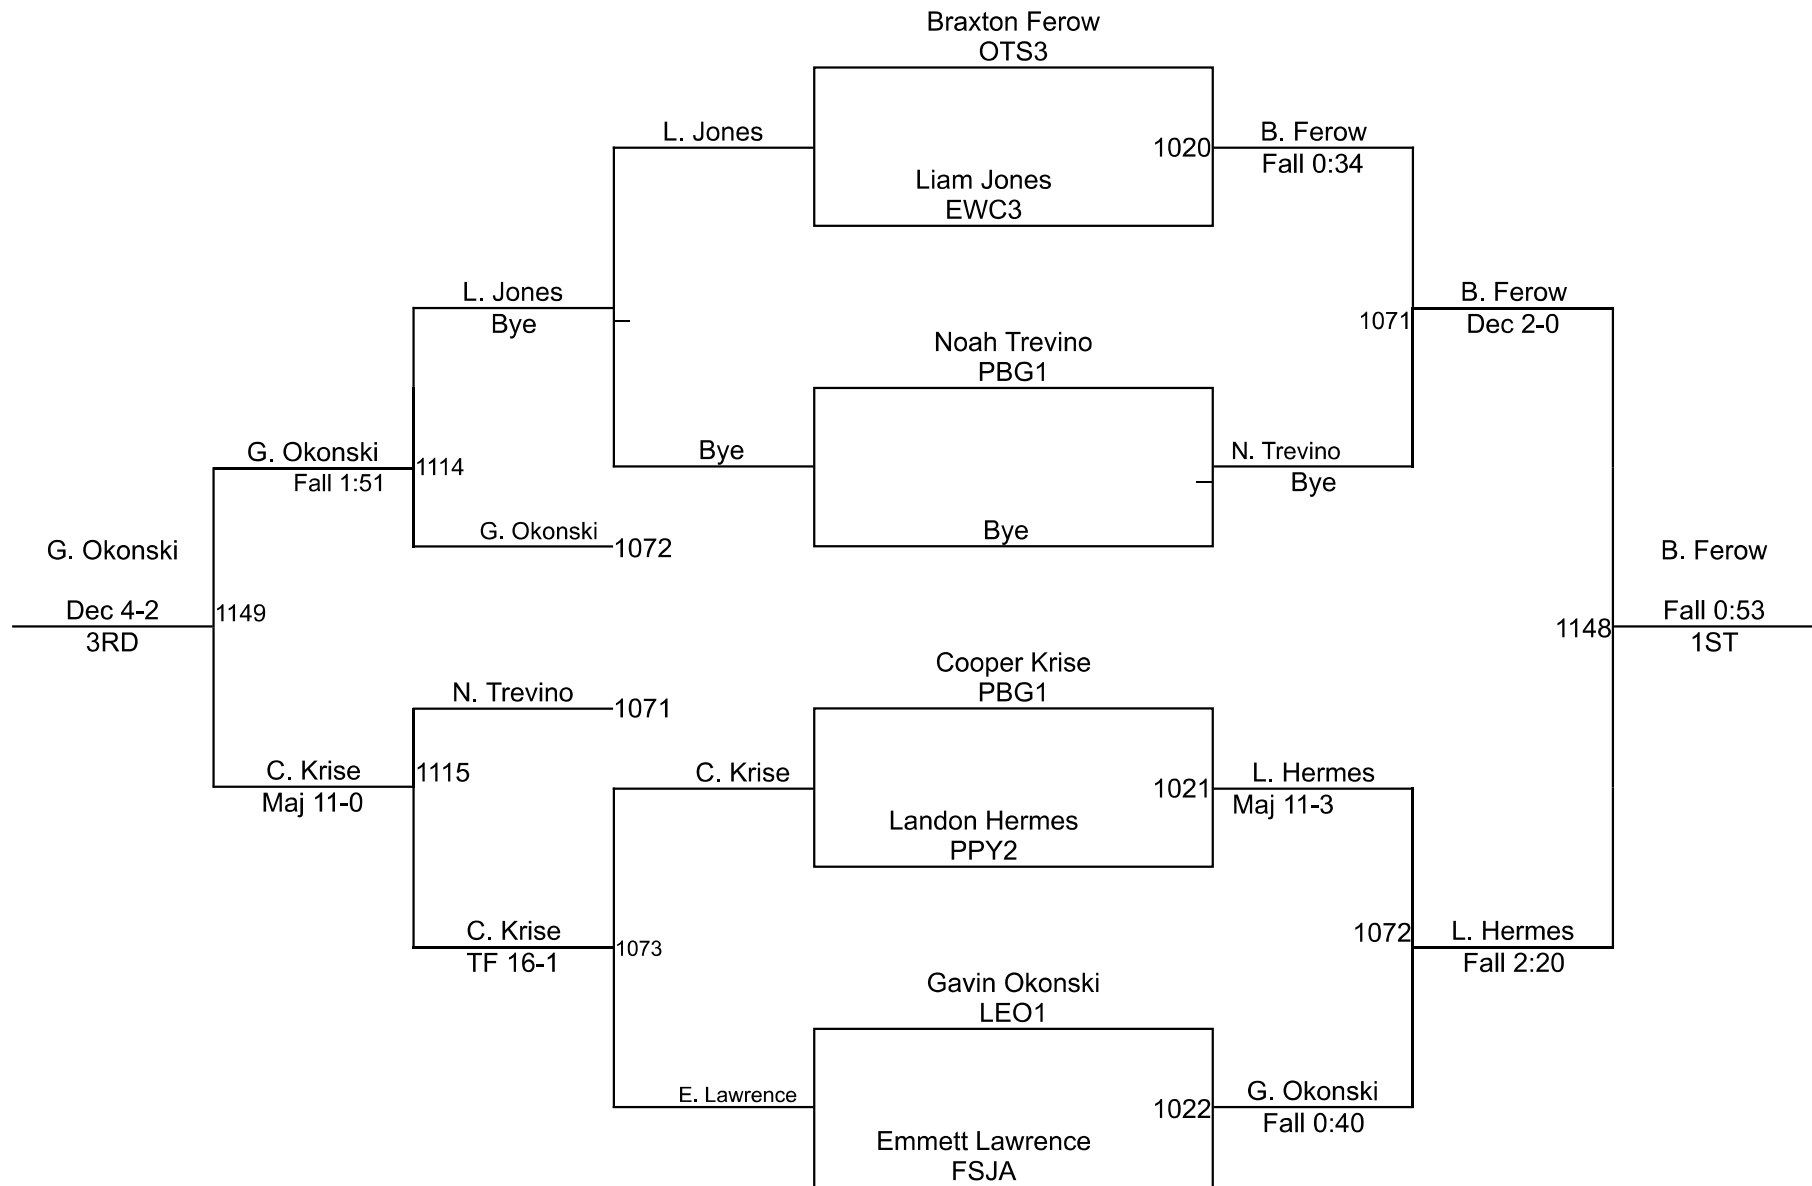 Braxton Ferow
OTS3
L. Jones
1020
B. Ferow
Fall 0:34
Liam Jones
EWC3
L. Jones
Bye
1071
B. Ferow
Dec 2-0
Noah Trevino
PBG1
G. Okonski
Fall 1:51
1114
Bye
N. Trevino
Bye
G. Okonski
1072
Bye
G. Okonski
Dec 4-2
3RD
1149
B. Ferow
Fall 0:53
1ST
1148
Cooper Krise
PBG1
N. Trevino
1071
C. Krise
Maj 11-0
1115
C. Krise
1021
L. Hermes
Maj 11-3
Landon Hermes
PPY2
C. Krise
TF 16-1
1073
1072
L. Hermes
Fall 2:20
Gavin Okonski
LEO1
E. Lawrence
1022
G. Okonski
Fall 0:40
Emmett Lawrence
FSJA